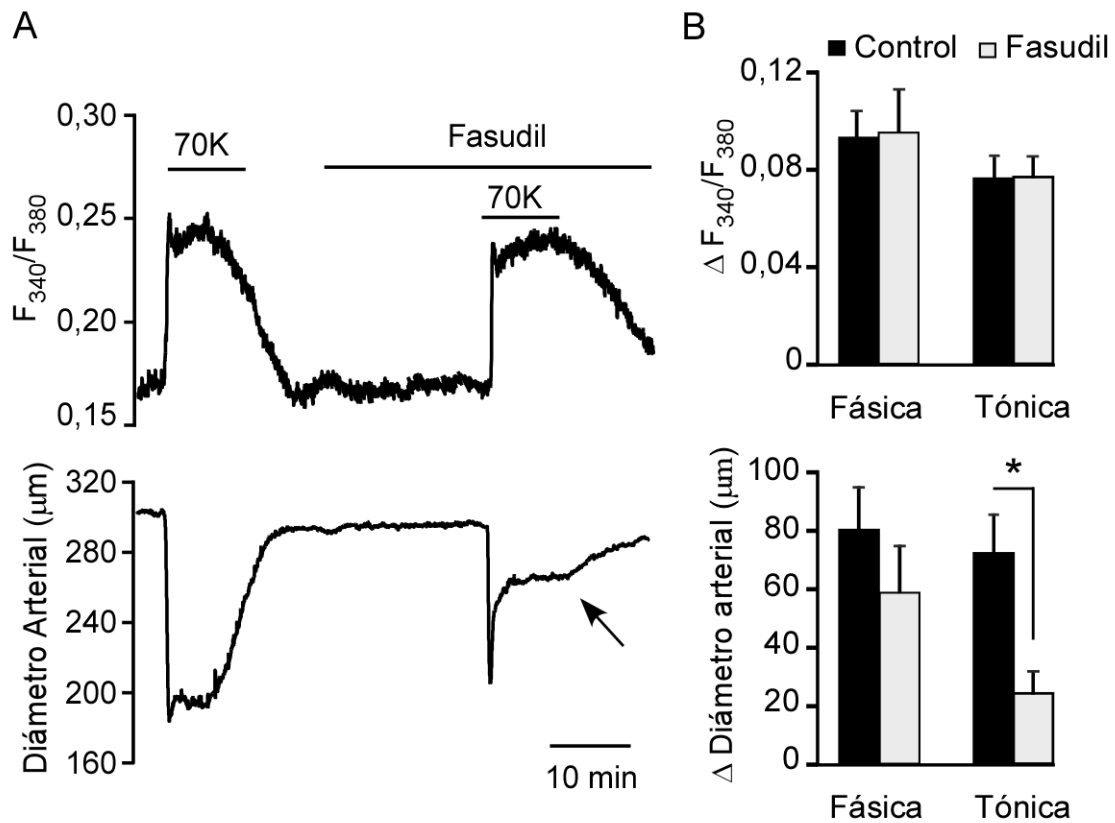 A
F340/F380
0,30
0,25
0,20
0,15
70K
Fasudil
70K
Diámetro Arterial (μm)
320
280
240
200
160
10 min
B
Control Fasudil
Δ F340/F380
0,12
0,08
0,04
0
Fásica Tónica
Δ Diámetro arterial (μm)
100
80
60
40
20
0
*
Fásica Tónica